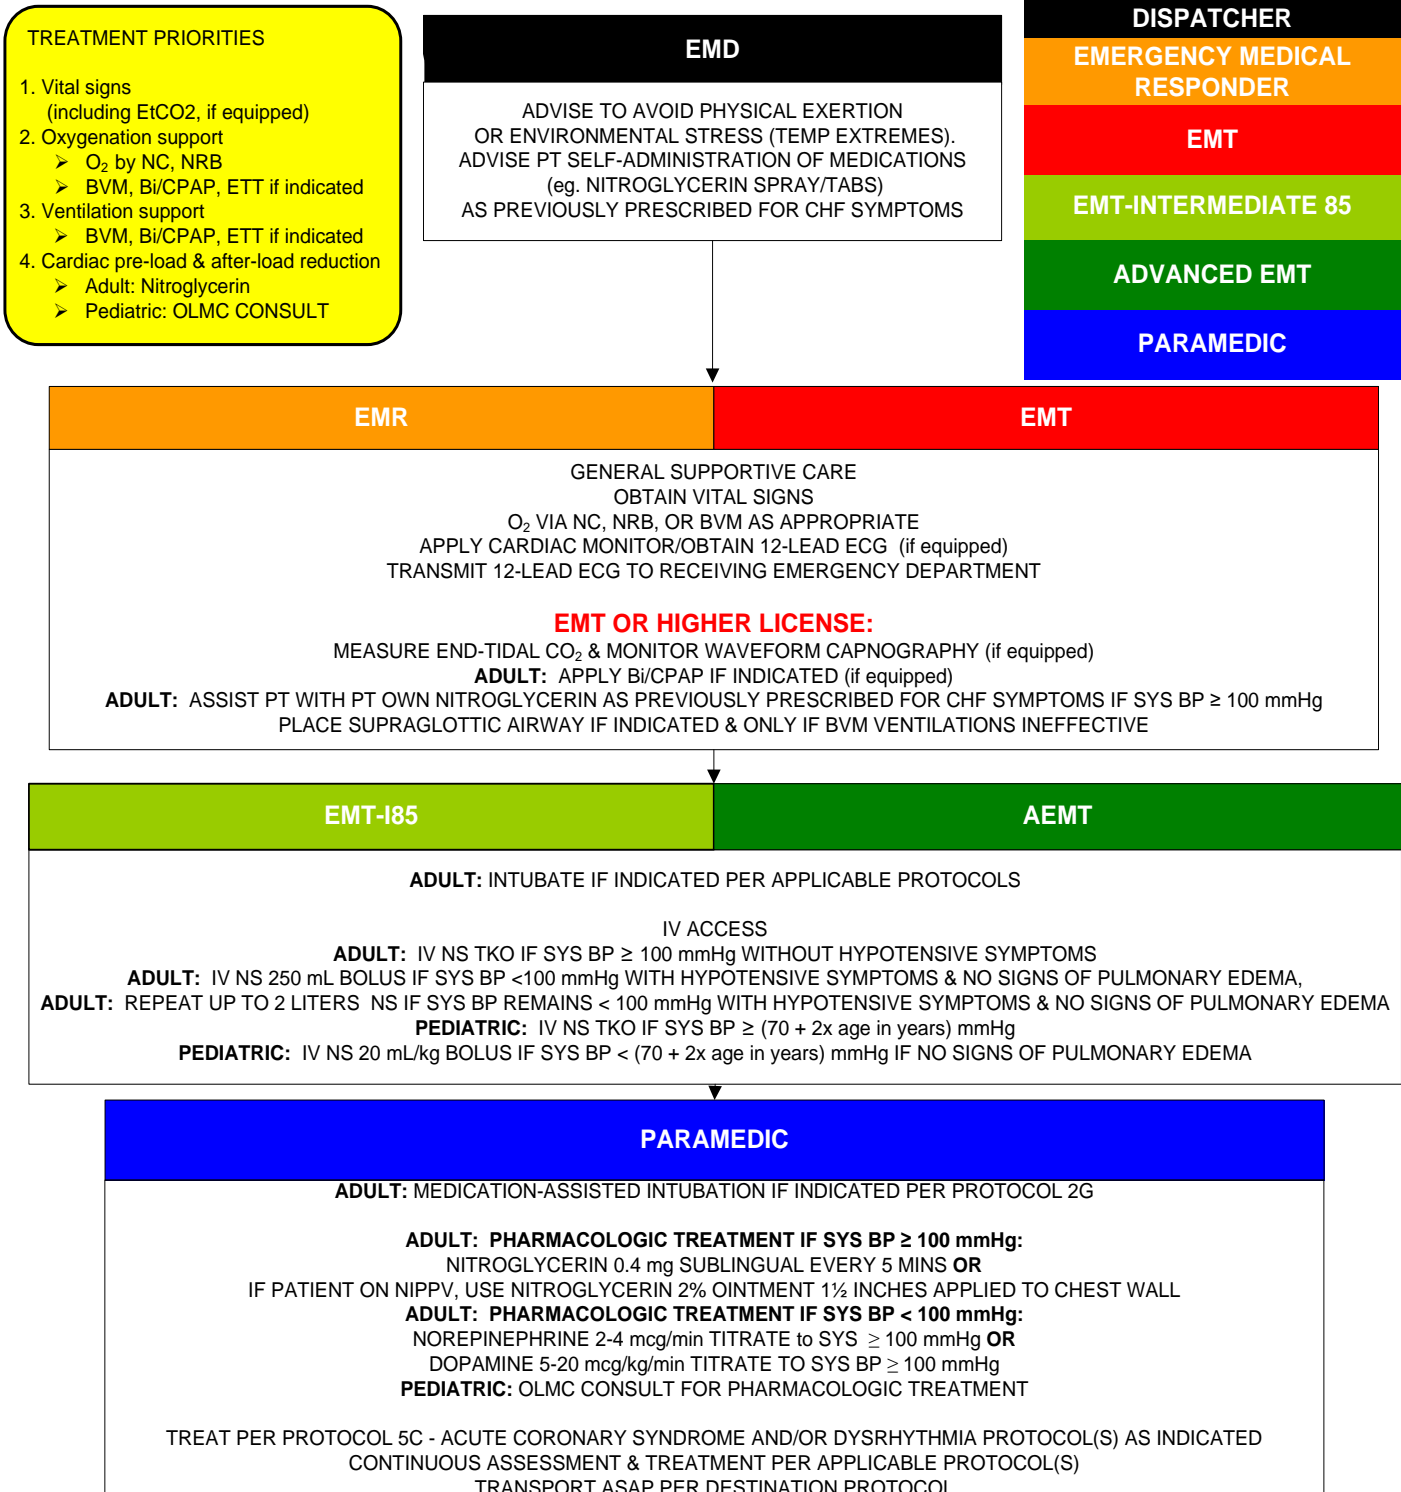 TREATMENT PRIORITIES
1. Vital signs
(including EtCO2, if equipped)
2. Oxygenation support
➢ O₂ by NC, NRB
➢ BVM, Bi/CPAP, ETT if indicated
3. Ventilation support
➢ BVM, Bi/CPAP, ETT if indicated
4. Cardiac pre-load & after-load reduction
➢ Adult: Nitroglycerin
➢ Pediatric: OLMC CONSULT
EMD
ADVISE TO AVOID PHYSICAL EXERTION
OR ENVIRONMENTAL STRESS (TEMP EXTREMES).
ADVISE PT SELF-ADMINISTRATION OF MEDICATIONS
(eg. NITROGLYCERIN SPRAY/TABS)
AS PREVIOUSLY PRESCRIBED FOR CHF SYMPTOMS
DISPATCHER
EMERGENCY MEDICAL
RESPONDER
EMT
EMT-INTERMEDIATE 85
ADVANCED EMT
PARAMEDIC
EMR
EMT
GENERAL SUPPORTIVE CARE
OBTAIN VITAL SIGNS
O₂ VIA NC, NRB, OR BVM AS APPROPRIATE
APPLY CARDIAC MONITOR/OBTAIN 12-LEAD ECG (if equipped)
TRANSMIT 12-LEAD ECG TO RECEIVING EMERGENCY DEPARTMENT
EMT OR HIGHER LICENSE:
MEASURE END-TIDAL CO₂ & MONITOR WAVEFORM CAPNOGRAPHY (if equipped)
ADULT: APPLY Bi/CPAP IF INDICATED (if equipped)
ADULT: ASSIST PT WITH PT OWN NITROGLYCERIN AS PREVIOUSLY PRESCRIBED FOR CHF SYMPTOMS IF SYS BP ≥ 100 mmHg
PLACE SUPRAGLOTTIC AIRWAY IF INDICATED & ONLY IF BVM VENTILATIONS INEFFECTIVE
EMT-I85
AEMT
ADULT: INTUBATE IF INDICATED PER APPLICABLE PROTOCOLS
IV ACCESS
ADULT: IV NS TKO IF SYS BP ≥ 100 mmHg WITHOUT HYPOTENSIVE SYMPTOMS
ADULT: IV NS 250 mL BOLUS IF SYS BP <100 mmHg WITH HYPOTENSIVE SYMPTOMS & NO SIGNS OF PULMONARY EDEMA,
ADULT: REPEAT UP TO 2 LITERS NS IF SYS BP REMAINS < 100 mmHg WITH HYPOTENSIVE SYMPTOMS & NO SIGNS OF PULMONARY EDEMA
PEDIATRIC: IV NS TKO IF SYS BP ≥ (70 + 2x age in years) mmHg
PEDIATRIC: IV NS 20 mL/kg BOLUS IF SYS BP < (70 + 2x age in years) mmHg IF NO SIGNS OF PULMONARY EDEMA
PARAMEDIC
ADULT: MEDICATION-ASSISTED INTUBATION IF INDICATED PER PROTOCOL 2G
ADULT: PHARMACOLOGIC TREATMENT IF SYS BP ≥ 100 mmHg:
NITROGLYCERIN 0.4 mg SUBLINGUAL EVERY 5 MINS OR
IF PATIENT ON NIPPV, USE NITROGLYCERIN 2% OINTMENT 1½ INCHES APPLIED TO CHEST WALL
ADULT: PHARMACOLOGIC TREATMENT IF SYS BP < 100 mmHg:
NOREPINEPHRINE 2-4 mcg/min TITRATE to SYS ≥ 100 mmHg OR
DOPAMINE 5-20 mcg/kg/min TITRATE TO SYS BP ≥ 100 mmHg
PEDIATRIC: OLMC CONSULT FOR PHARMACOLOGIC TREATMENT
TREAT PER PROTOCOL 5C - ACUTE CORONARY SYNDROME AND/OR DYSRHYTHMIA PROTOCOL(S) AS INDICATED
CONTINUOUS ASSESSMENT & TREATMENT PER APPLICABLE PROTOCOL(S)
TRANSPORT ASAP PER DESTINATION PROTOCOL